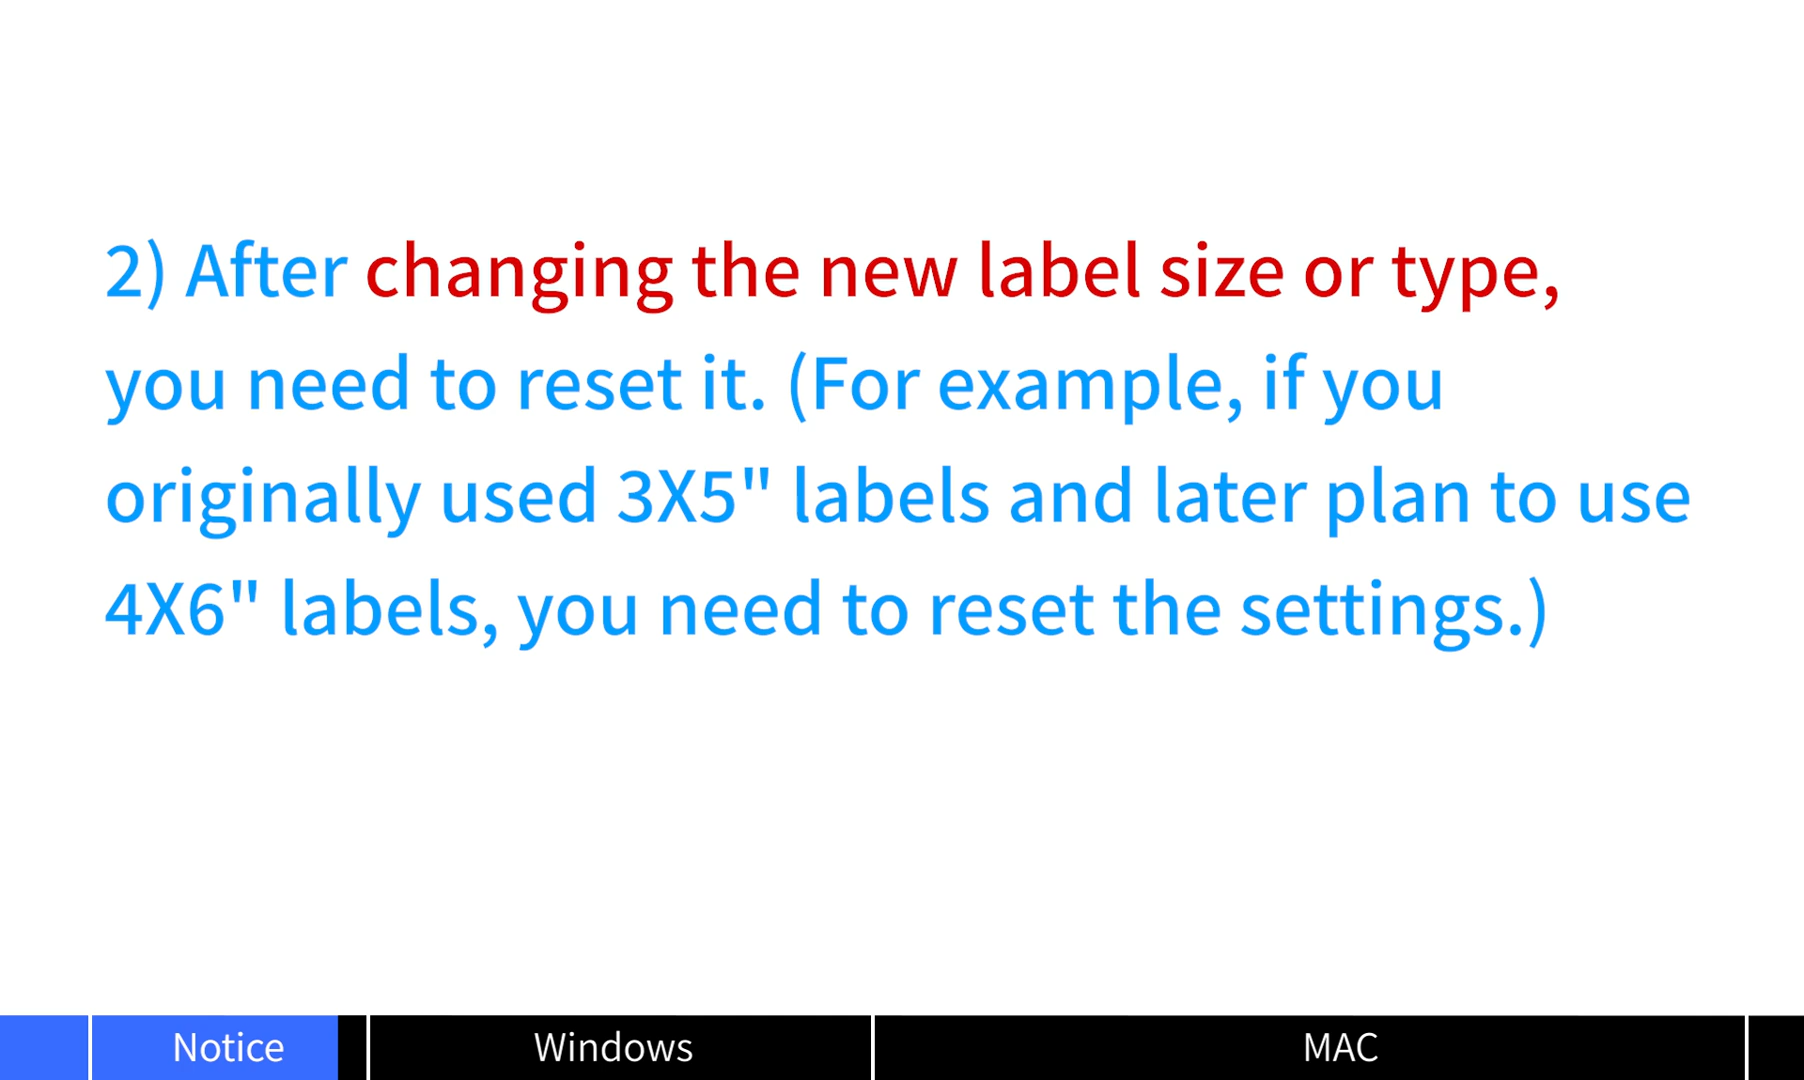 2) After changing the new label size or type,
you need to reset it. (For example, if you
originally used 3X5" labels and later plan to use
4X6" labels, you need to reset the settings.)
Notice
Windows
MAC